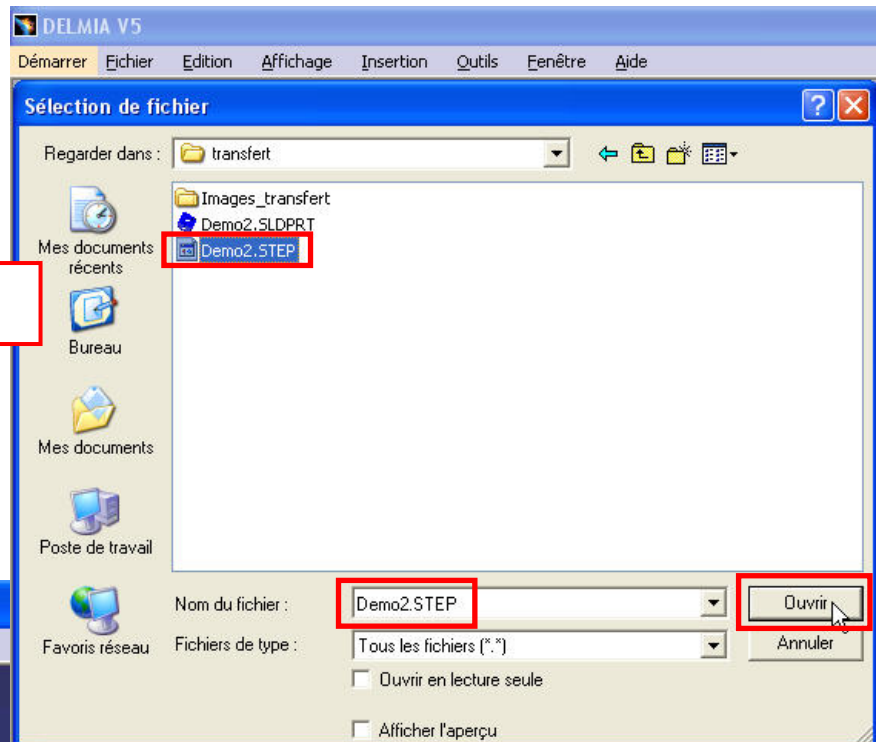 DELMIA V5
Démarrer Fichier Edition Affichage Insertion Outils Fenêtre Aide
Sélection de fichier
Regarder dans : transfert
Images_transfert
Demo2.SLDPRT
Demo2.STEP
Mes documents
récents
Bureau
Mes documents
Poste de travail
Favoris réseau
Nom du fichier : Demo2.STEP Ouvrir
Fichiers de type : Tous les fichiers (*.*) Annuler
Ouvrir en lecture seule
Afficher l'aperçu